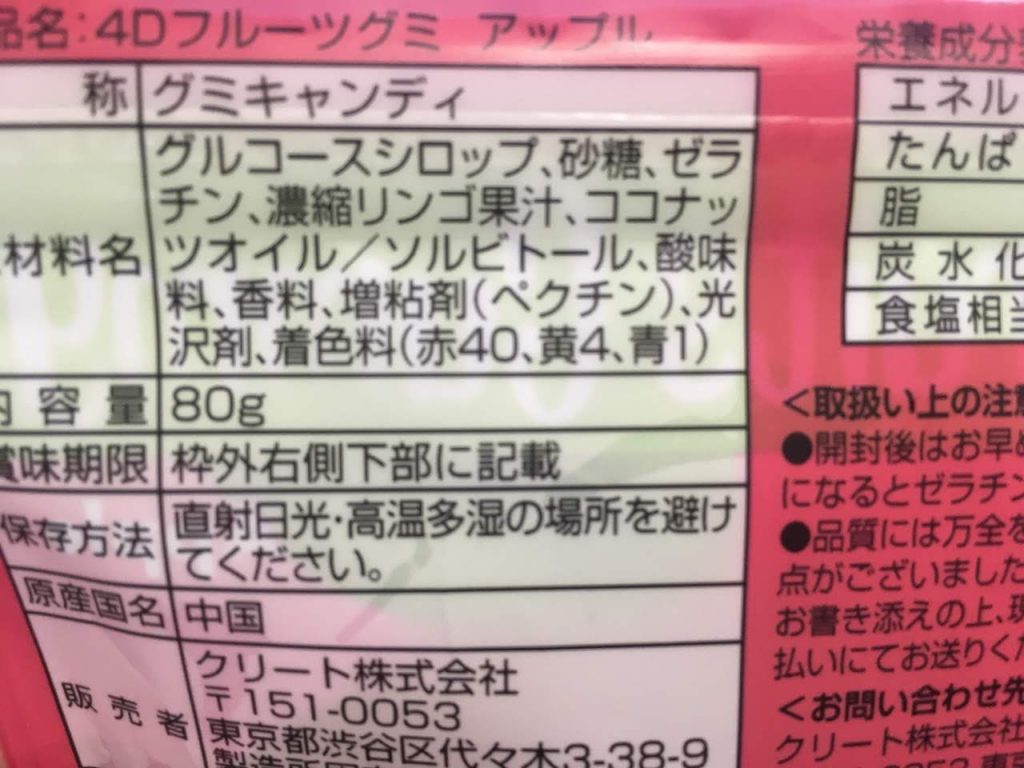 品名:4Dフルーツグミ アップル
称 グミキャンディ
材料名 グルコースシロップ、砂糖、ゼラ
チン、濃縮リンゴ果汁、ココナッ
ツオイル/ソルビトール、酸味
料、香料、増粘剤(ペクチン)、光
沢剤、着色料(赤40、黄4、青1)
内容量 80g
賞味期限 枠外右側下部に記載
保存方法 直射日光・高温多湿の場所を避け
てください。
原産国名 中国
販売者 クリート株式会社
〒151-0053
東京都渋谷区代々木3-38-9
栄養成分
エネル
たんぱ
脂
炭水化
食塩相当
<取扱い上の注意
●開封後はお早め
になるとゼラチン
●品質には万全を
点がございました
お書き添えの上、現
払いにてお送りくだ
<お問い合わせ先
クリート株式会社